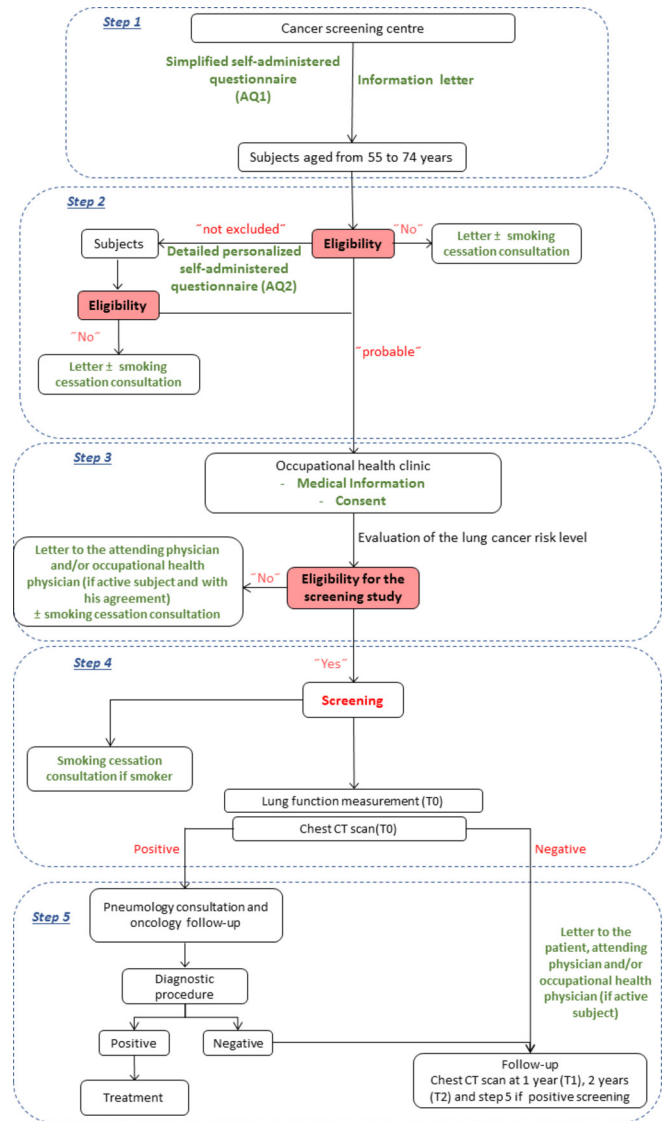 Step 1
Cancer screening centre
Simplified self-administered
questionnaire
(AQ1)
Information letter
Subjects aged from 55 to 74 years
Step 2
˝not excluded˝
Eligibility
˝No˝
Letter ± smoking
cessation consultation
Subjects
Detailed personalized
self-administered
questionnaire (AQ2)
Eligibility
˝No˝
Letter ± smoking
cessation consultation
˝probable˝
Step 3
Occupational health clinic
- Medical Information
- Consent
Evaluation of the lung cancer risk level
Letter to the attending physician
and/or occupational health
physician (if active subject and with
his agreement)
± smoking cessation consultation
˝No˝
Eligibility for the
screening study
Step 4
˝Yes˝
Screening
Smoking cessation
consultation if smoker
Lung function measurement (T0)
Chest CT scan(T0)
Positive
Negative
Step 5
Pneumology consultation and
oncology follow-up
Letter to the
patient, attending
physician and/or
occupational health
physician (if active
subject)
Diagnostic
procedure
Positive
Negative
Treatment
Follow-up
Chest CT scan at 1 year (T1), 2 years
(T2) and step 5 if positive screening